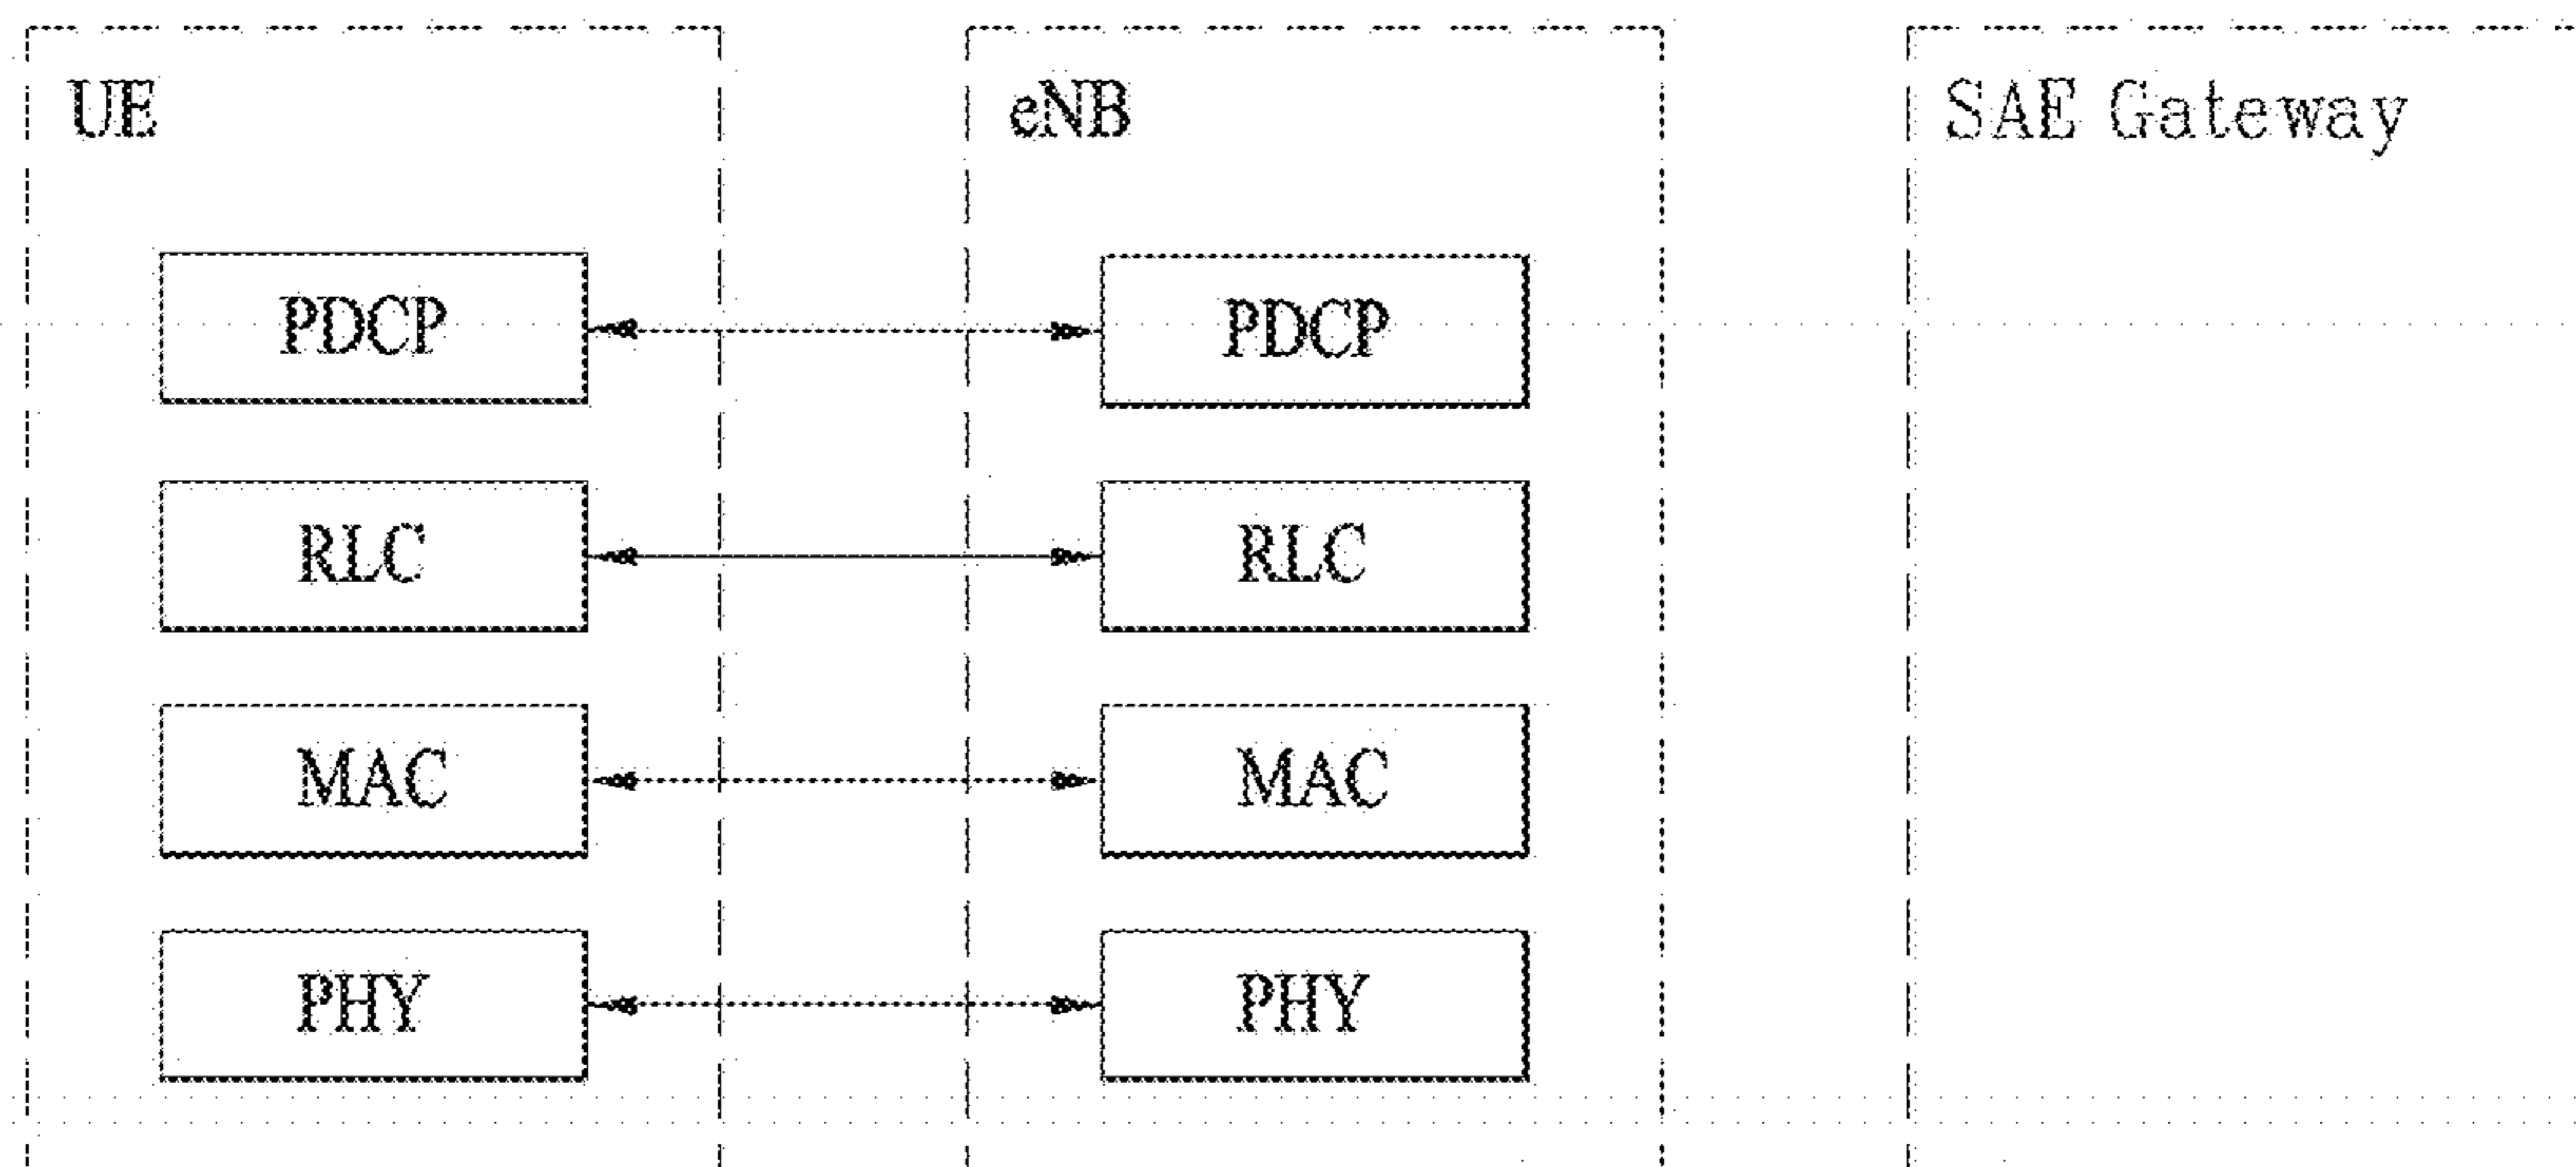 UE eNB SAE Gateway
PDCP PDCP
RLC RLC
MAC MAC
PHY PHY